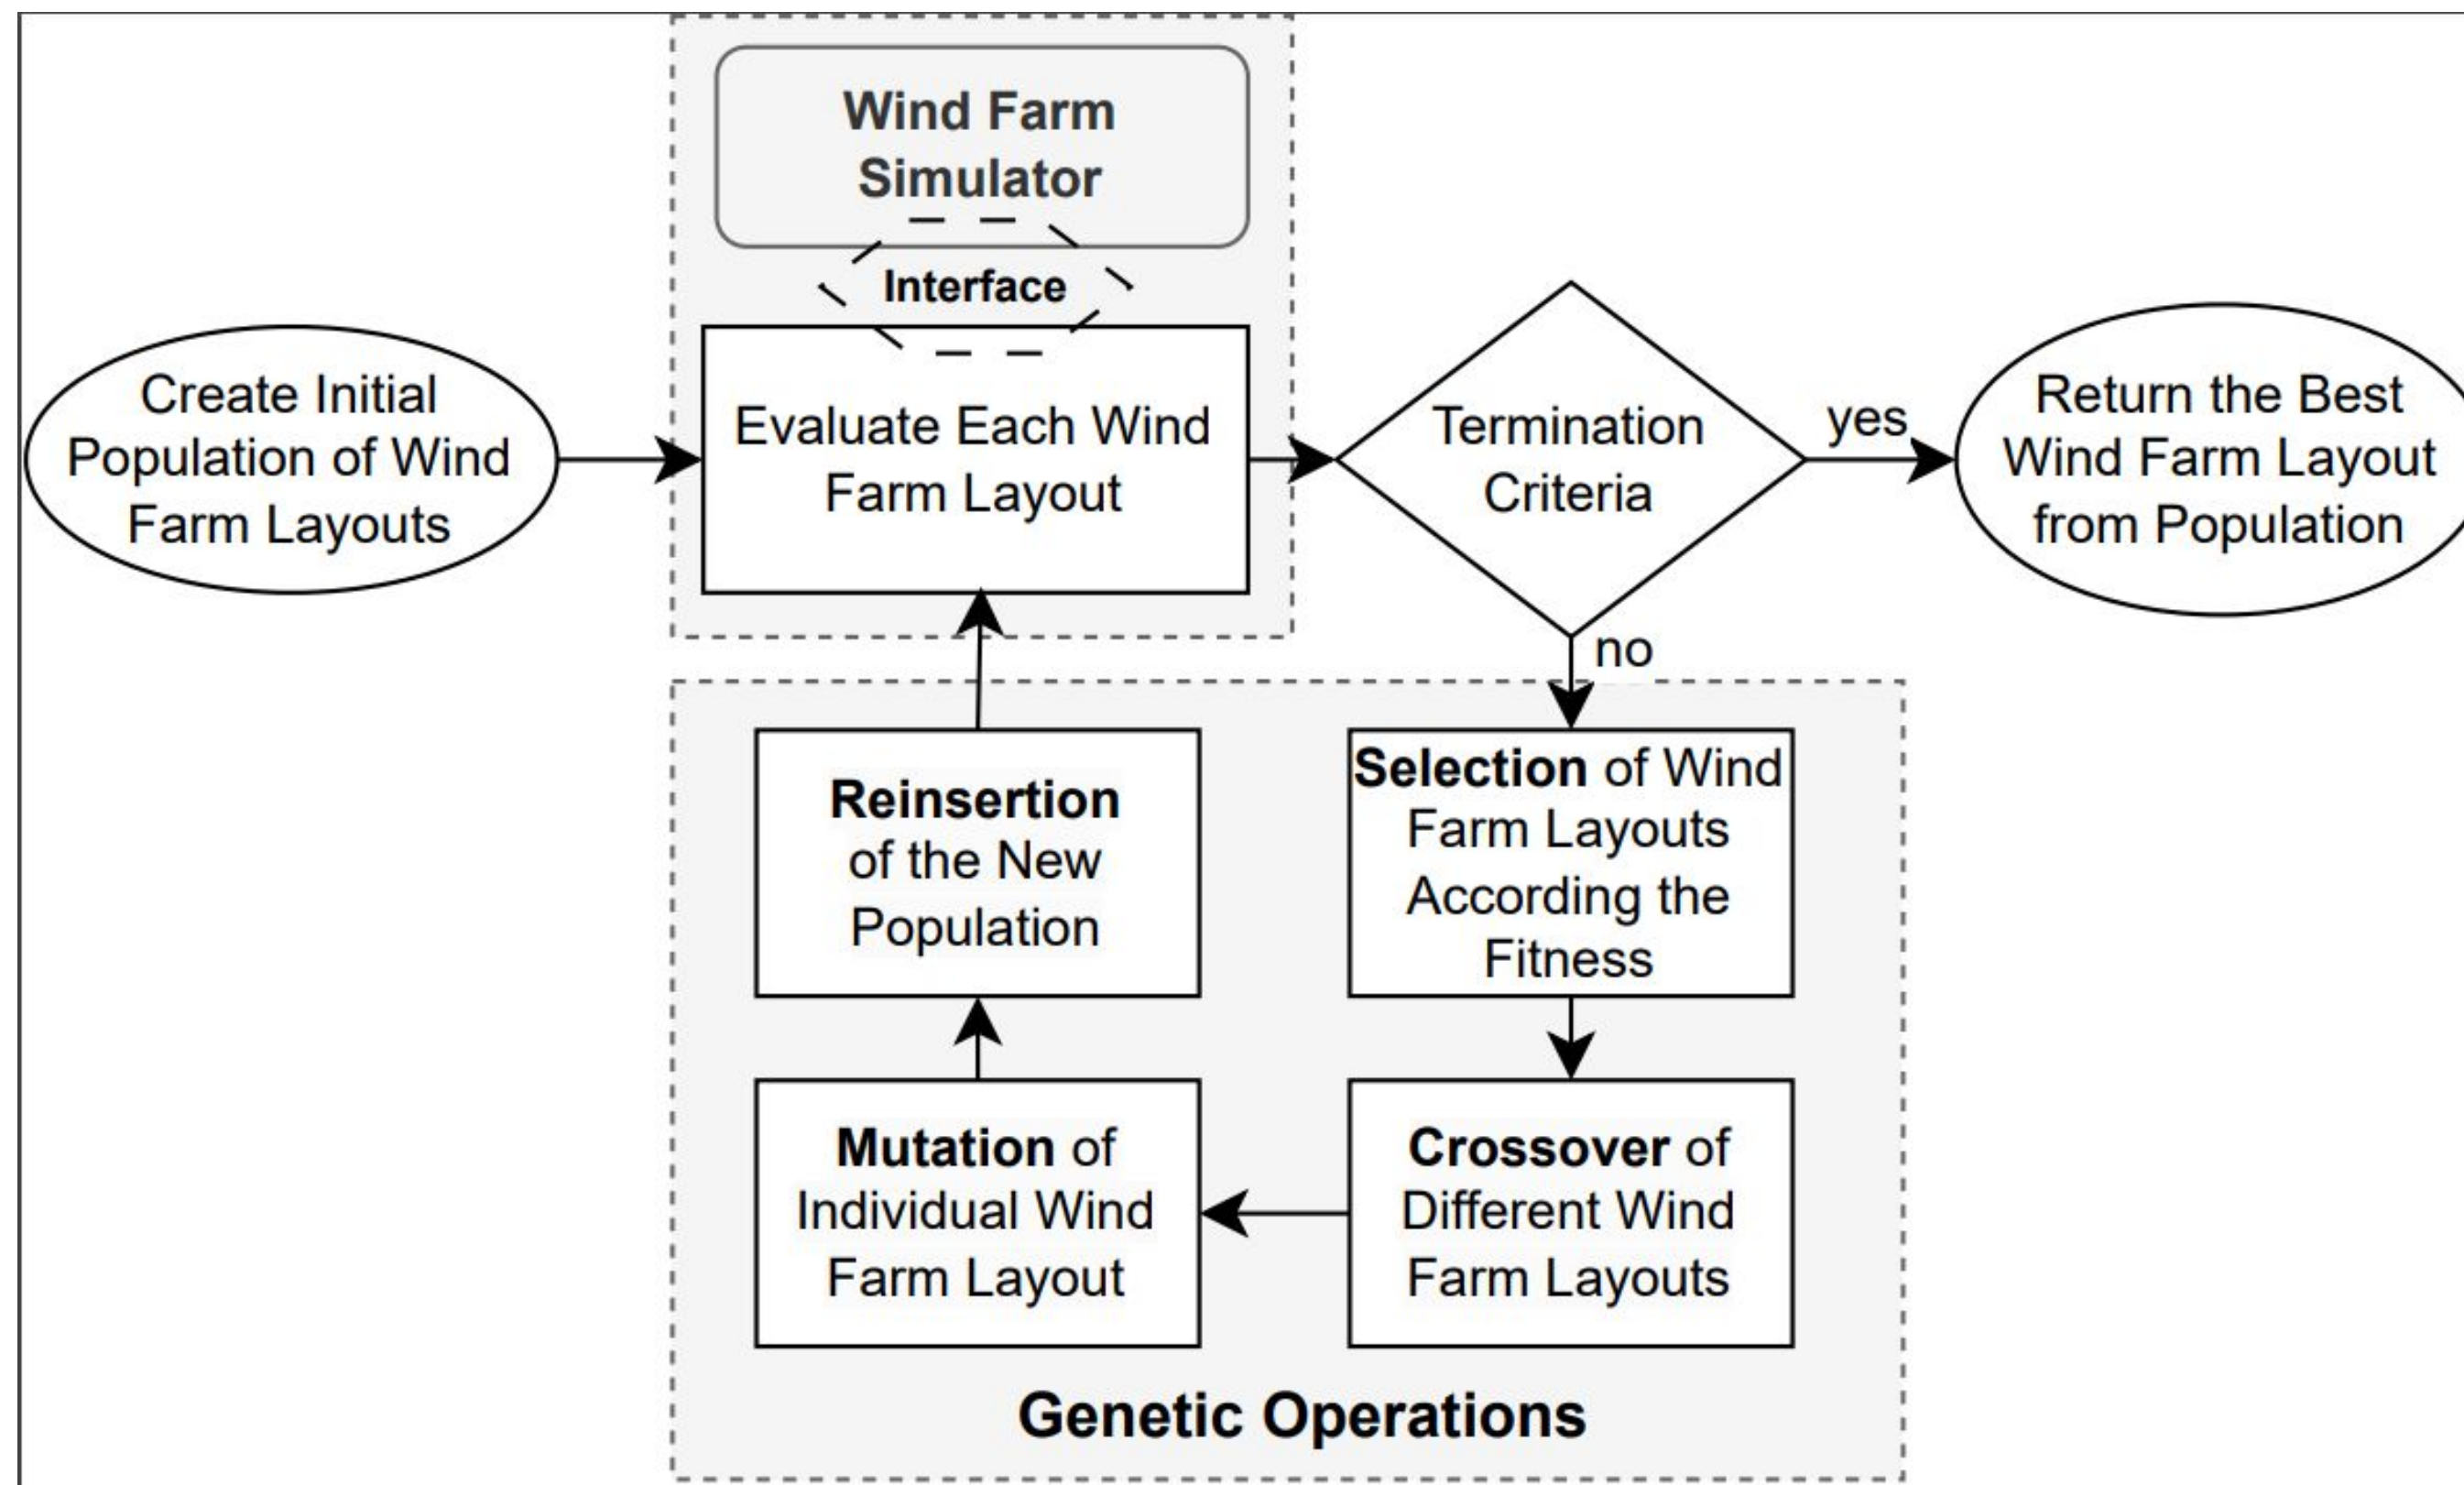 Wind Farm
Simulator
Interface
Create Initial
Population of Wind
Farm Layouts
Evaluate Each Wind
Farm Layout
Termination
Criteria
yes
Return the Best
Wind Farm Layout
from Population
no
Reinsertion
of the New
Population
Selection of Wind
Farm Layouts
According the
Fitness
Mutation of
Individual Wind
Farm Layout
Crossover of
Different Wind
Farm Layouts
Genetic Operations